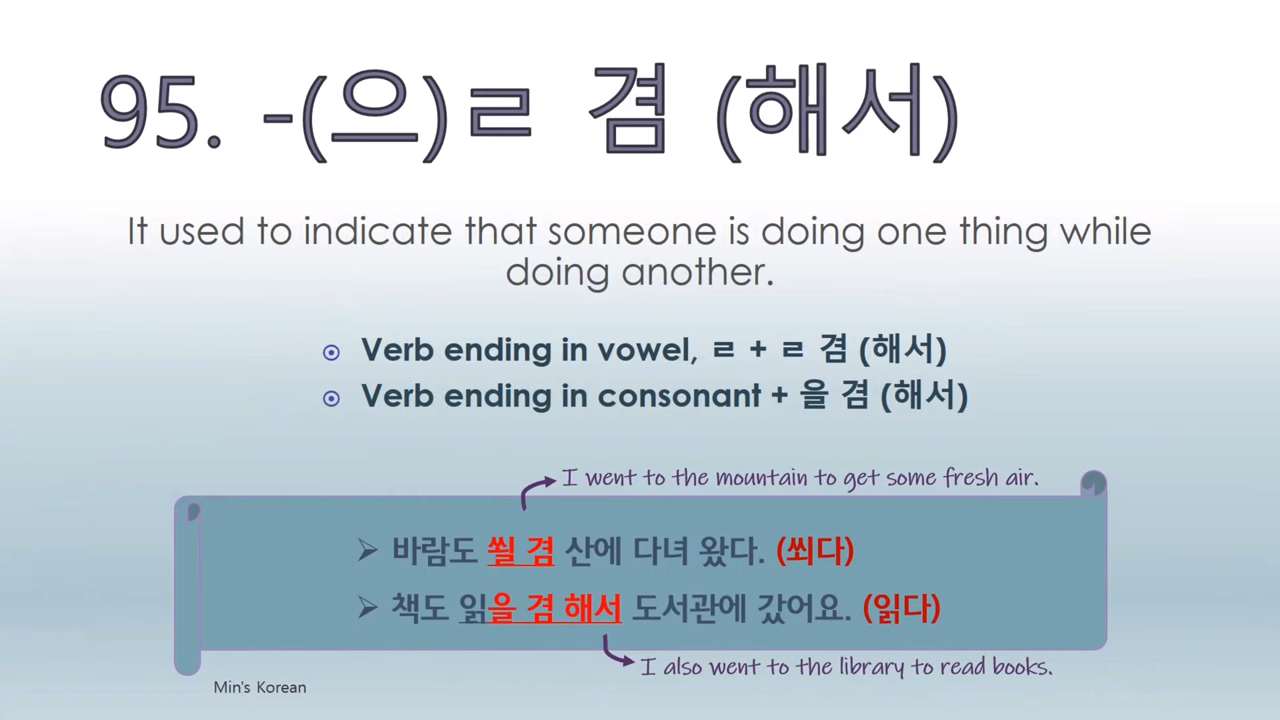 95. -(으)ㄹ 겸 (해서)
It used to indicate that someone is doing one thing while
doing another.
Verb ending in vowel, ㄹ + ㄹ 겸 (해서)
Verb ending in consonant + 을 겸 (해서)
I went to the mountain to get some fresh air.
바람도 쐴 겸 산에 다녀 왔다. (쐬다)
책도 읽을 겸 해서 도서관에 갔어요. (읽다)
I also went to the library to read books.
Min's Korean